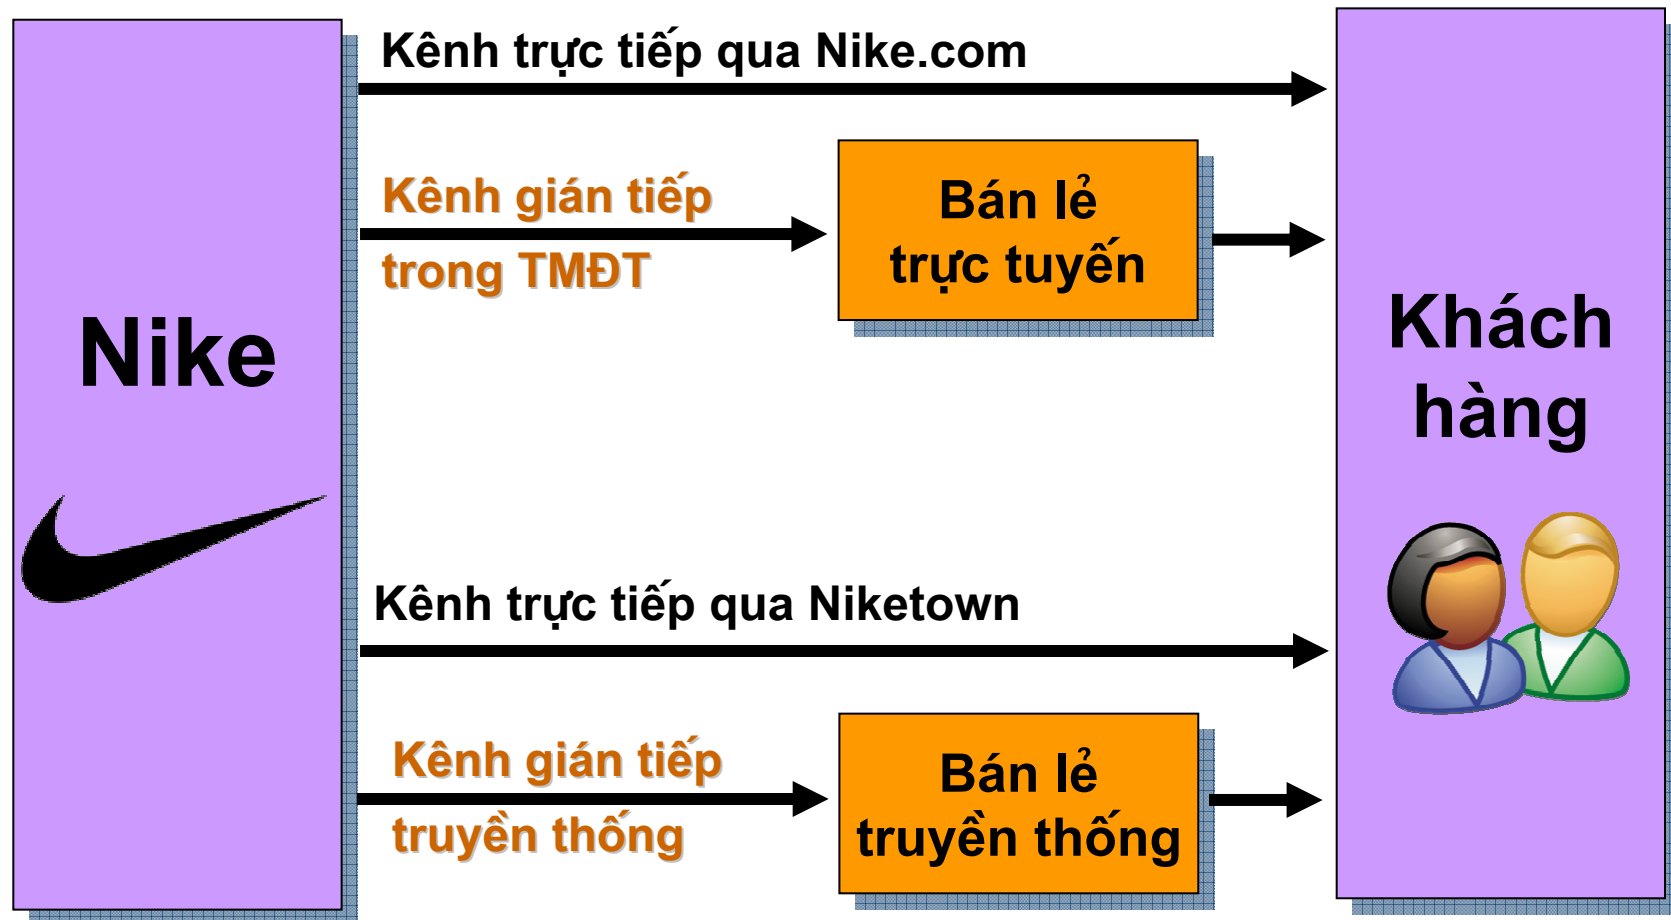 Nike
Kênh trực tiếp qua Nike.com
Kênh gián tiếp
trong TMĐT
Bán lẻ
trực tuyến
Kênh trực tiếp qua Niketown
Kênh gián tiếp
truyền thống
Bán lẻ
truyền thống
Khách
hàng